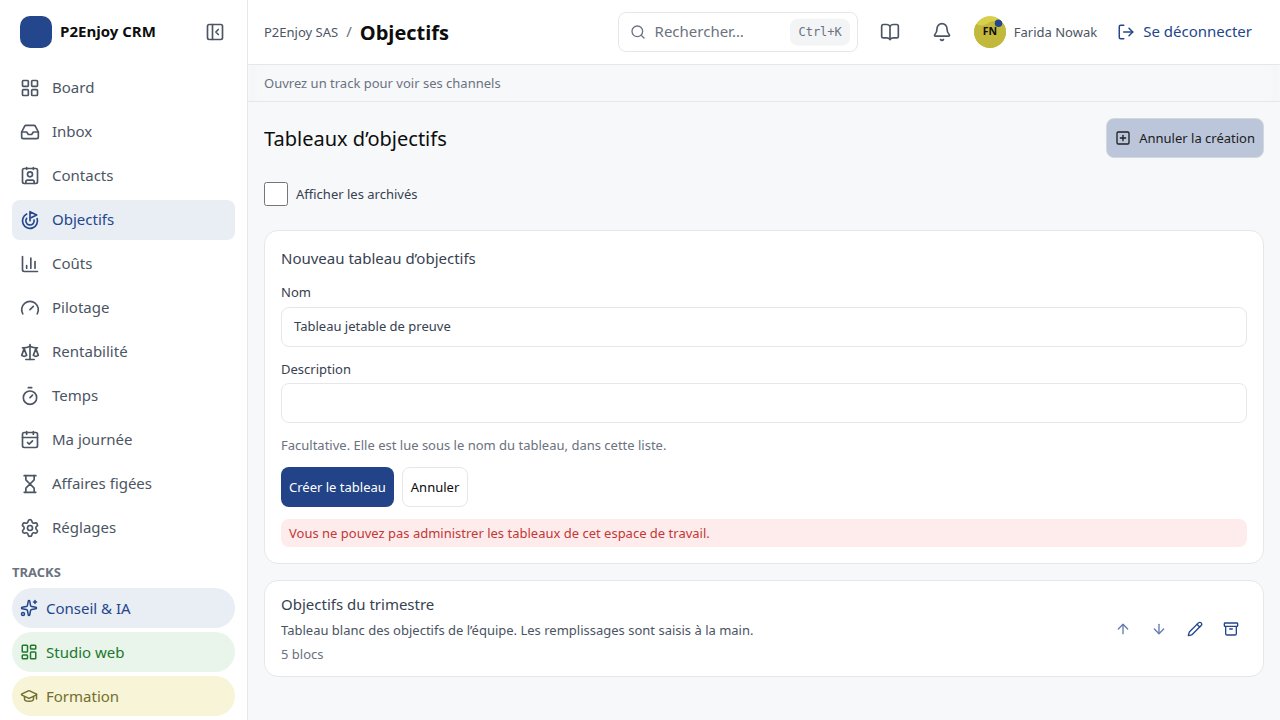 P2Enjoy CRM
Board
Inbox
Contacts
Objectifs
Coûts
Pilotage
Rentabilité
Temps
Ma journée
Affaires figées
Réglages
TRACKS
Conseil & IA
Studio web
Formation
P2Enjoy SAS / Objectifs
Rechercher... Ctrl+K
FN Farida Nowak
Se déconnecter
Ouvrez un track pour voir ses channels
Tableaux d’objectifs
Annuler la création
Afficher les archivés
Nouveau tableau d’objectifs
Nom
Tableau jetable de preuve
Description
Facultative. Elle est lue sous le nom du tableau, dans cette liste.
Créer le tableau Annuler
Vous ne pouvez pas administrer les tableaux de cet espace de travail.
Objectifs du trimestre
Tableau blanc des objectifs de l’équipe. Les remplissages sont saisis à la main.
5 blocs